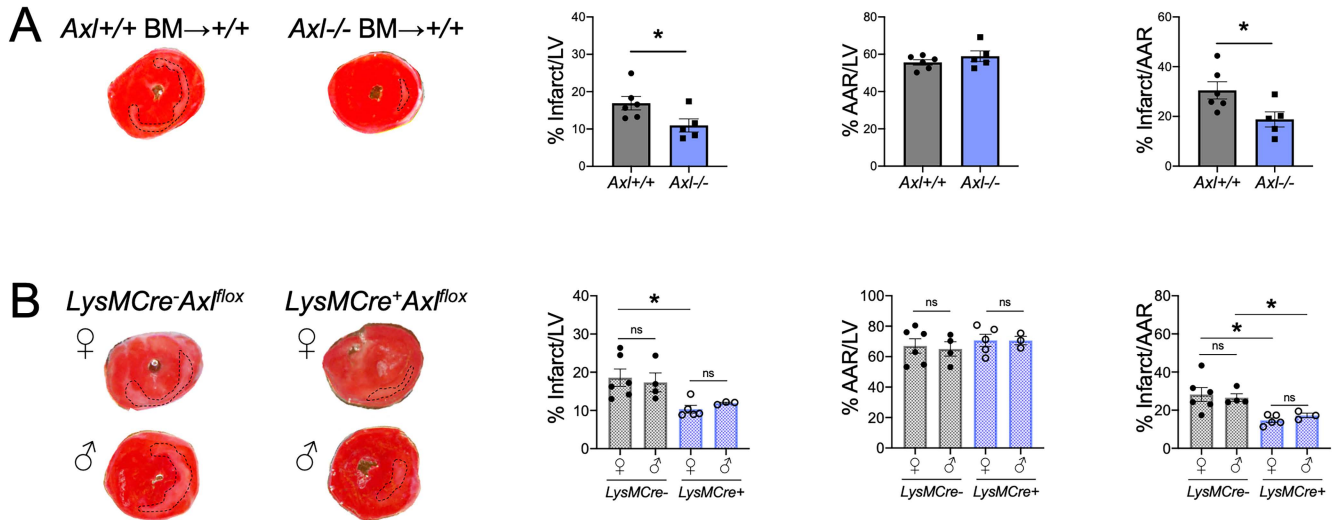 A
Axl+/+ BM→+/+
Axl-/- BM→+/+
% Infarct/LV
40
30
20
10
0
*
Axl+/+
Axl-/-
% AAR/LV
80
60
40
20
0
Axl+/+
Axl-/-
% Infarct/AAR
60
40
20
0
*
Axl+/+
Axl-/-
B
LysMCre⁻Axlᶠˡᵒˣ
LysMCre⁺Axlᶠˡᵒˣ
♀
♀
♂
♂
% Infarct/LV
40
30
20
10
0
*
ns
ns
♀ ♂ ♀ ♂
LysMCre- LysMCre+
% AAR/LV
100
80
60
40
20
0
ns
ns
♀ ♂ ♀ ♂
LysMCre- LysMCre+
% Infarct/AAR
80
60
40
20
0
*
*
ns
ns
♀ ♂ ♀ ♂
LysMCre- LysMCre+